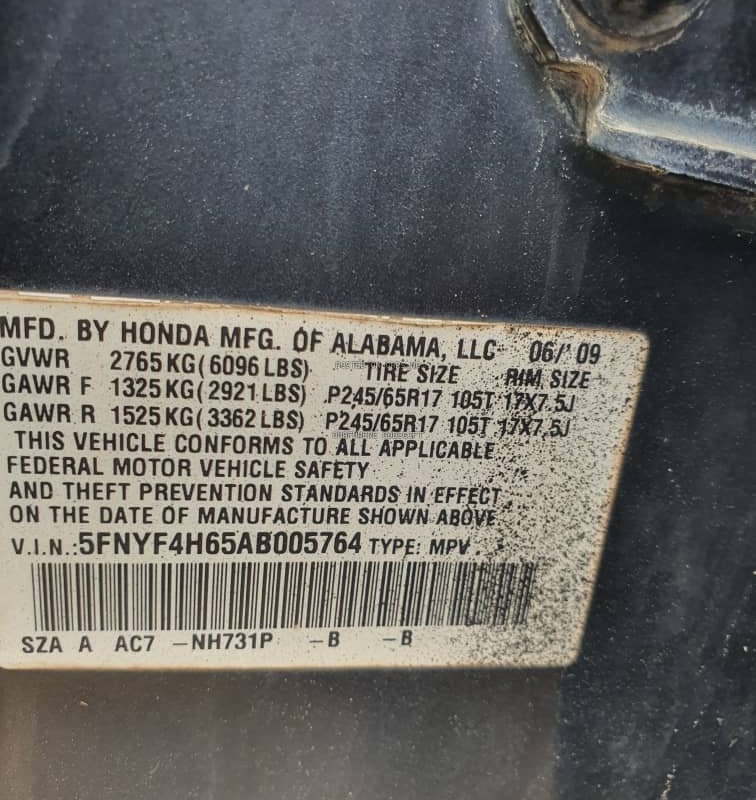 MFD. BY HONDA MFG. OF ALABAMA, LLC 06/'09
GVWR 2765 KG ( 6096 LBS) TIRE SIZE RIM SIZE
GAWR F 1325 KG ( 2921 LBS) P245/65R17 105T 17X7.5J
GAWR R 1525 KG ( 3362 LBS) P245/65R17 105T 17X7.5J
THIS VEHICLE CONFORMS TO ALL APPLICABLE
FEDERAL MOTOR VEHICLE SAFETY
AND THEFT PREVENTION STANDARDS IN EFFECT
ON THE DATE OF MANUFACTURE SHOWN ABOVE
V.I.N.: 5FNYF4H65AB005764 TYPE: MPV
SZA A AC7 -NH731P -B -B